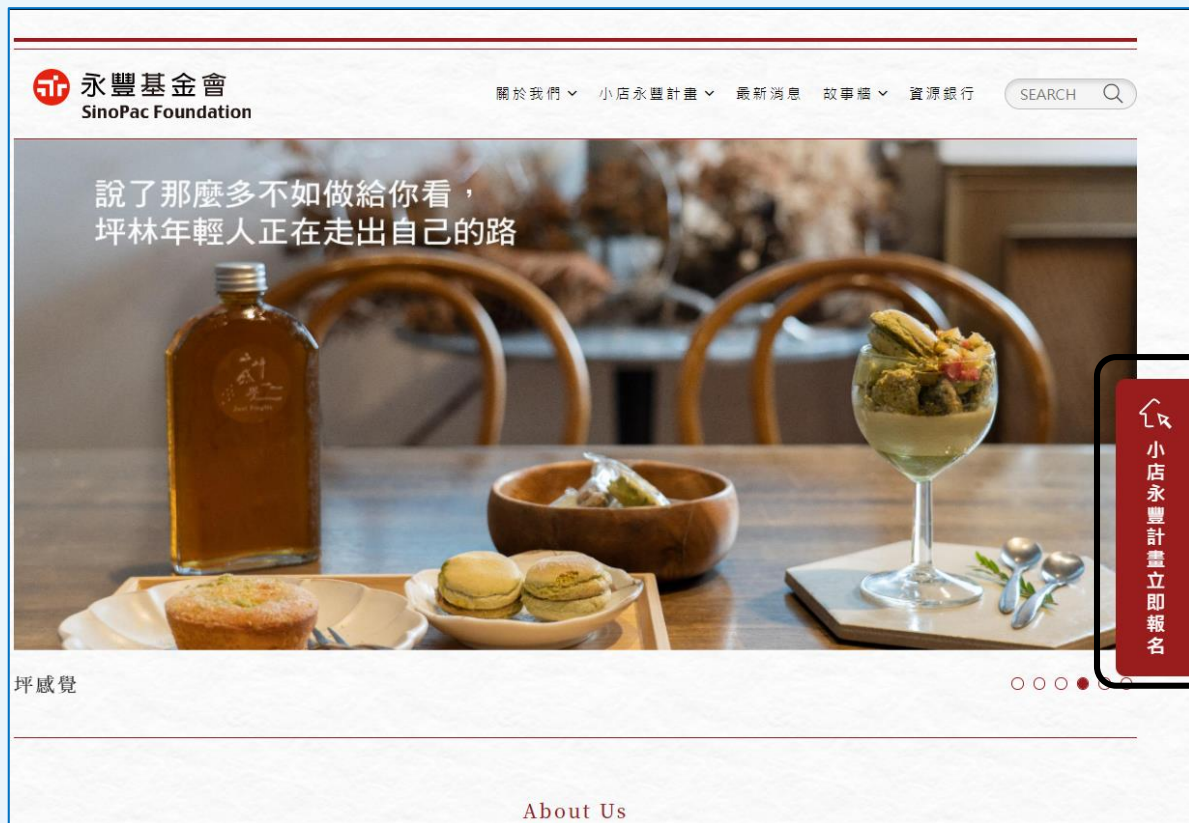 永豐基金會
SinoPac Foundation
關於我們 小店永豐計畫 最新消息 故事牆 資源銀行 SEARCH
說了那麼多不如做給你看，
坪林年輕人正在走出自己的路
小店永豐計畫立即報名
坪感覺
About Us